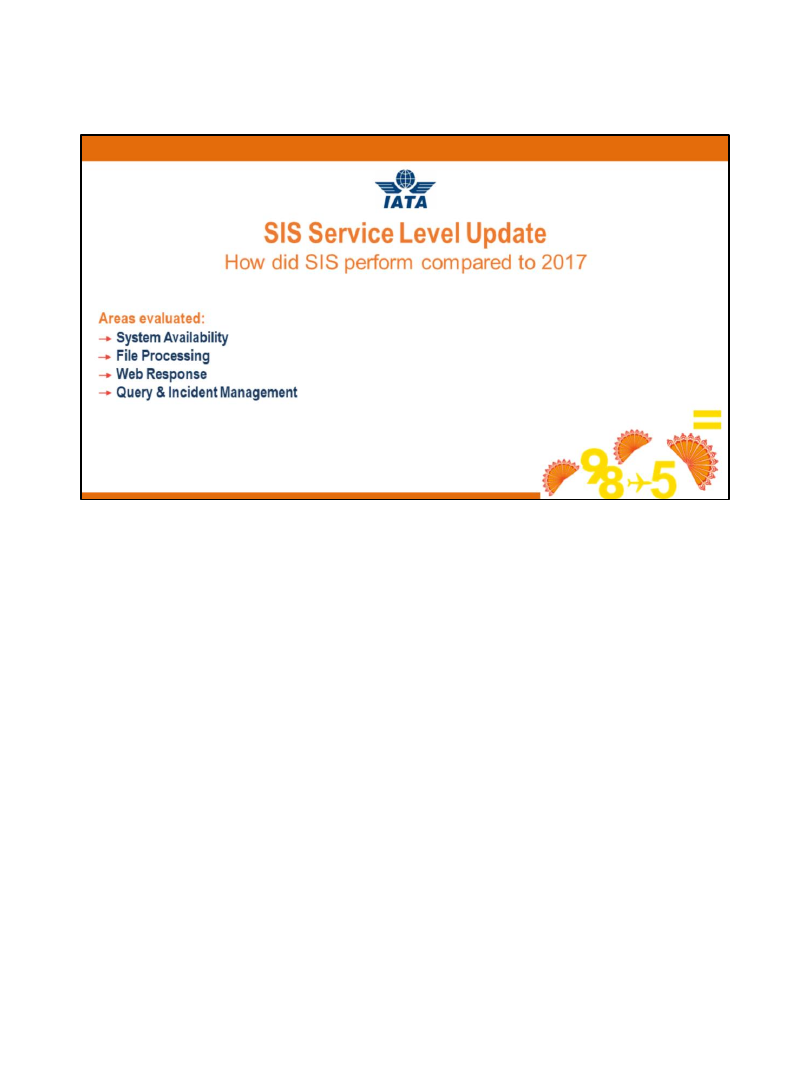 IATA
SIS Service Level Update
How did SIS perform compared to 2017
Areas evaluated:
→ System Availability
→ File Processing
→ Web Response
→ Query & Incident Management
=
98 5